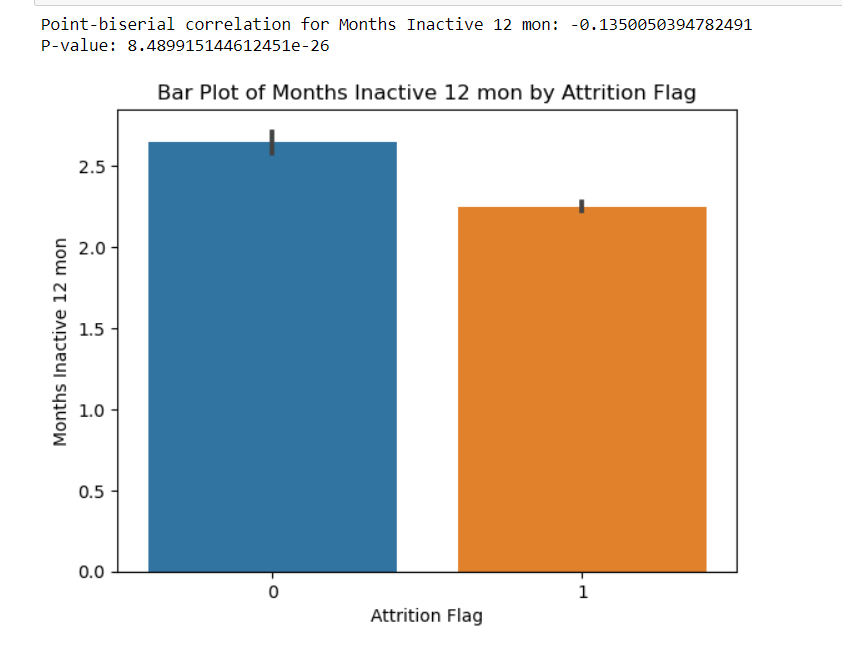 Point-biserial correlation for Months Inactive 12 mon: -0.1350050394782491
P-value: 8.489915144612451e-26
Bar Plot of Months Inactive 12 mon by Attrition Flag
Months Inactive 12 mon
2.5
2.0
1.5
1.0
0.5
0.0
0 1
Attrition Flag